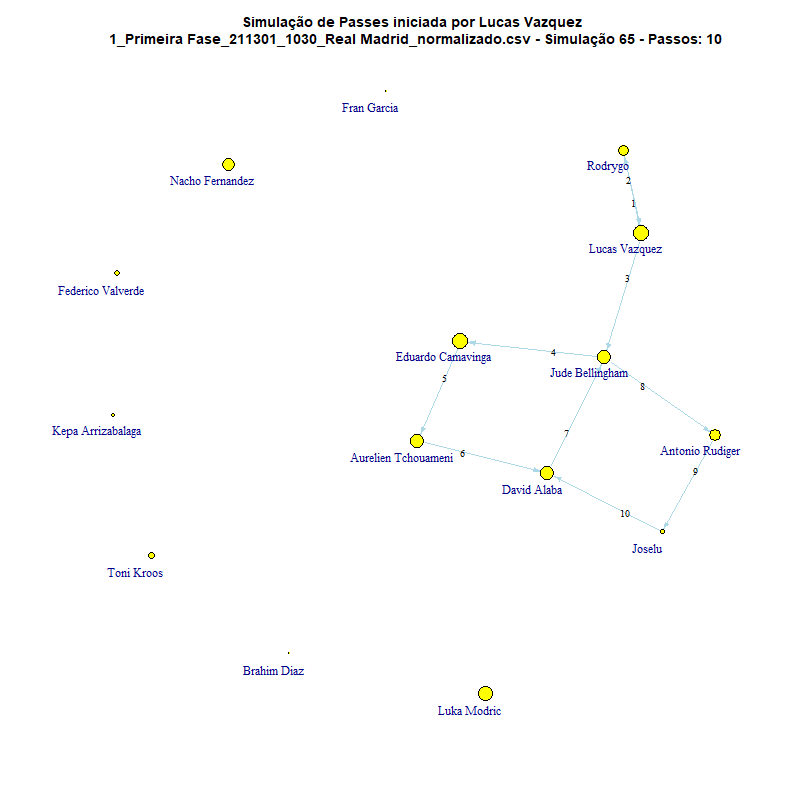 Simulação de Passes iniciada por Lucas Vazquez
1_Primeira Fase_211301_1030_Real Madrid_normalizado.csv - Simulação 65 - Passos: 10
Fran Garcia
Rodrygo
Nacho Fernandez
2
1
Lucas Vazquez
3
Federico Valverde
Eduardo Camavinga
4
Jude Bellingham
5
8
Kepa Arrizabalaga
7
Antonio Rudiger
Aurelien Tchouameni
6
9
David Alaba
10
Joselu
Toni Kroos
Brahim Diaz
Luka Modric